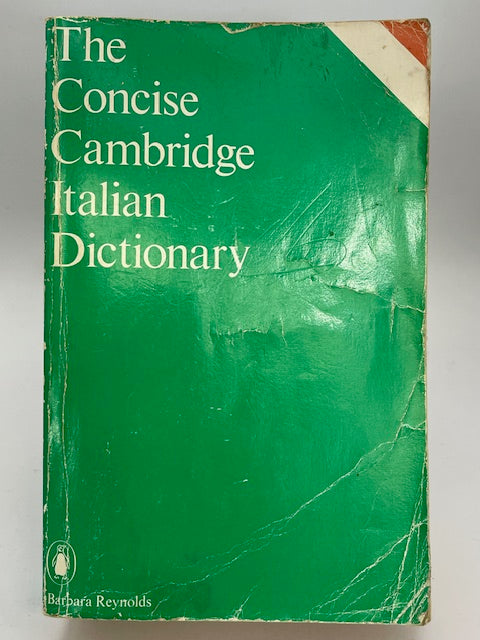 The
Concise
Cambridge
Italian
Dictionary
Barbara Reynolds